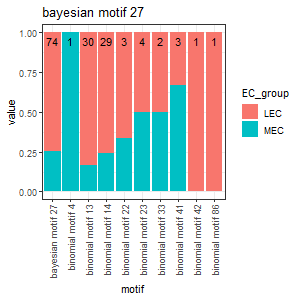 bayesian motif 27
value
1.00
0.75
0.50
0.25
0.00
74 1 30 29 3 4 2 3 1 1
bayesian motif 27
binomial motif 4
binomial motif 13
binomial motif 14
binomial motif 22
binomial motif 23
binomial motif 33
binomial motif 41
binomial motif 42
binomial motif 86
motif
EC_group
LEC
MEC